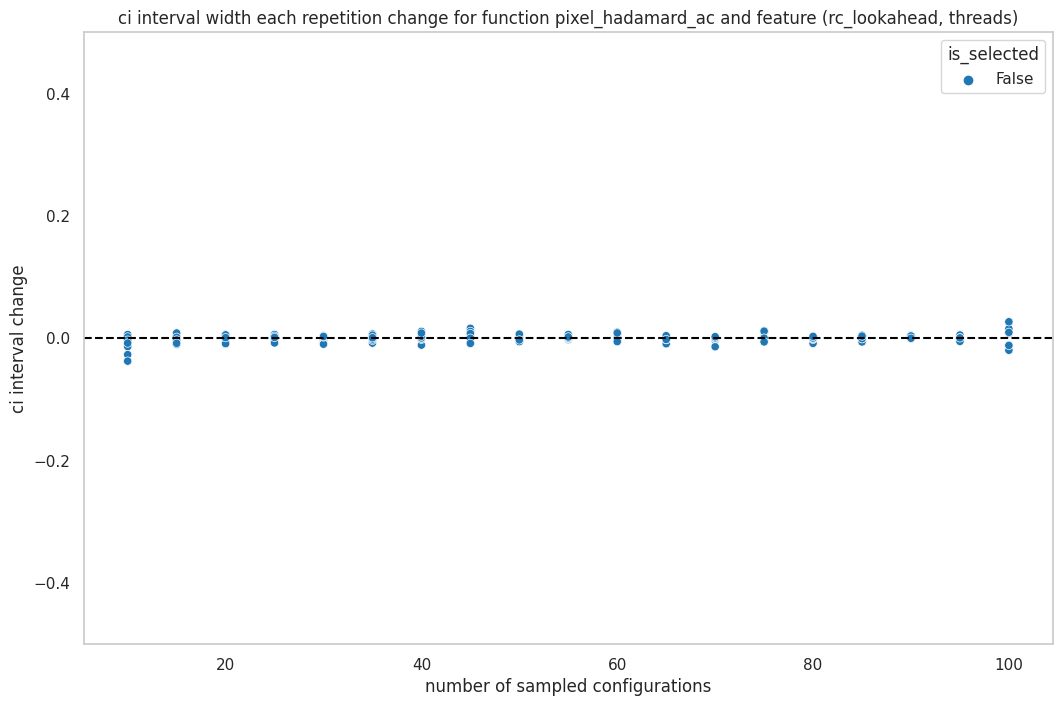 ci interval width each repetition change for function pixel_hadamard_ac and feature (rc_lookahead, threads)
is_selected
False
0.4
0.2
0.0
−0.2
−0.4
ci interval change
20 40 60 80 100
number of sampled configurations